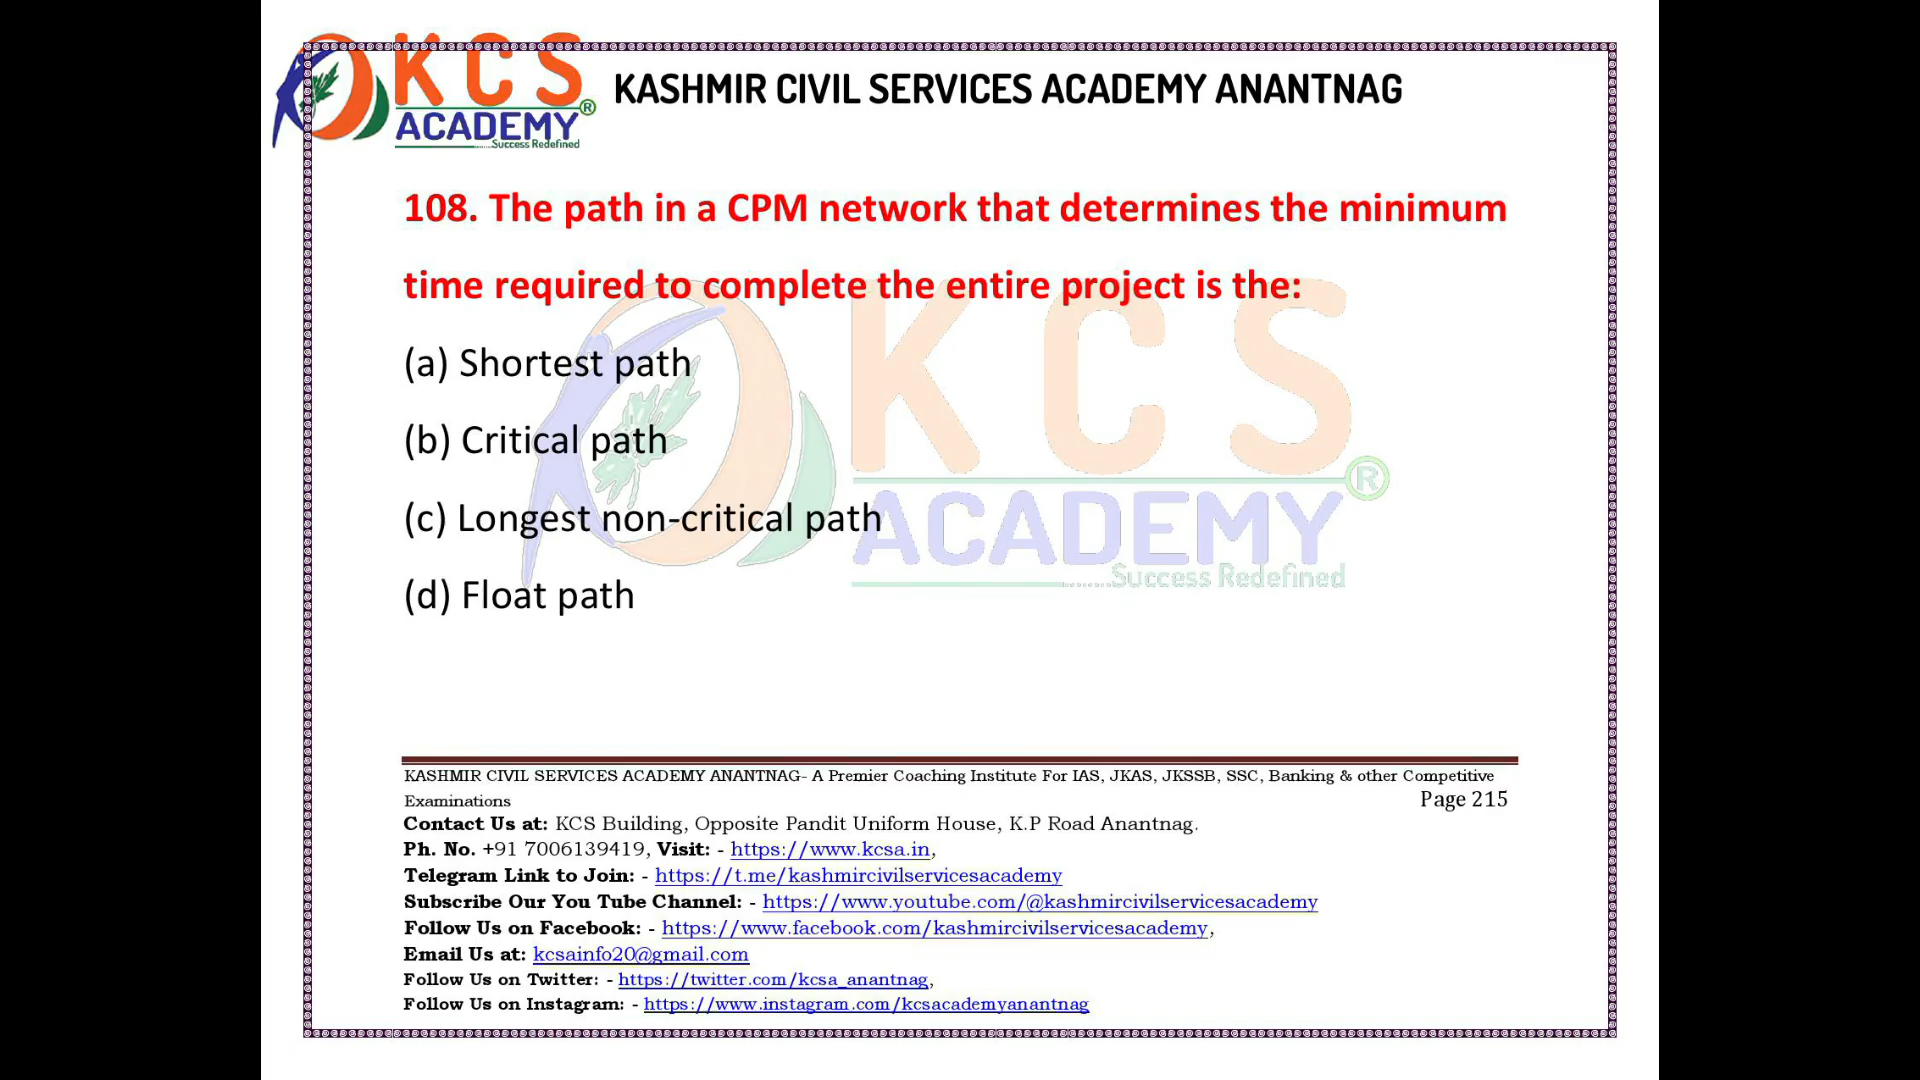 KCS
ACADEMY®
......Success Redefined
KASHMIR CIVIL SERVICES ACADEMY ANANTNAG
108. The path in a CPM network that determines the minimum
time required to complete the entire project is the:
(a) Shortest path
(b) Critical path
(c) Longest non-critical path
(d) Float path
KCS
ACADEMY®
.......Success Redefined
KASHMIR CIVIL SERVICES ACADEMY ANANTNAG- A Premier Coaching Institute For IAS, JKAS, JKSSB, SSC, Banking & other Competitive
Examinations Page 215
Contact Us at: KCS Building, Opposite Pandit Uniform House, K.P Road Anantnag.
Ph. No. +91 7006139419, Visit: - https://www.kcsa.in,
Telegram Link to Join: - https://t.me/kashmircivilservicesacademy
Subscribe Our You Tube Channel: - https://www.youtube.com/@kashmircivilservicesacademy
Follow Us on Facebook: - https://www.facebook.com/kashmircivilservicesacademy,
Email Us at: kcsainfo20@gmail.com
Follow Us on Twitter: - https://twitter.com/kcsa_anantnag,
Follow Us on Instagram: - https://www.instagram.com/kcsacademyanantnag